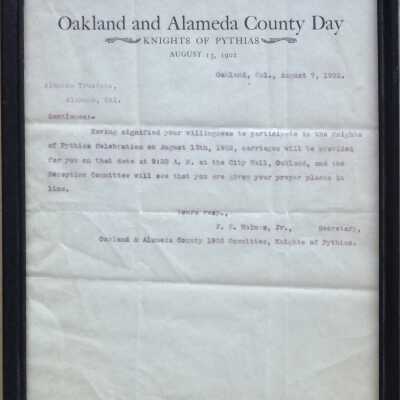 Oakland and Alameda County Day
KNIGHTS OF PYTHIAS
AUGUST 15, 1902
Oakland, Cal., August 7, 1902.
Alameda Trustees,
Alameda, Cal.
Gentlemen:-
Having signified your willingness to participate in the Knights
of Pythias Celebration on August 15th, 1902, carriages will be provided
for you on that date at 9:30 A. M. at the City Hall, Oakland, and the
Reception Committee will see that you are given your proper places in
line.
Yours resp.,
Holmes, Jr., Secretary,
Oakland & Alameda County 1902 Committee, Knights of Pythias.